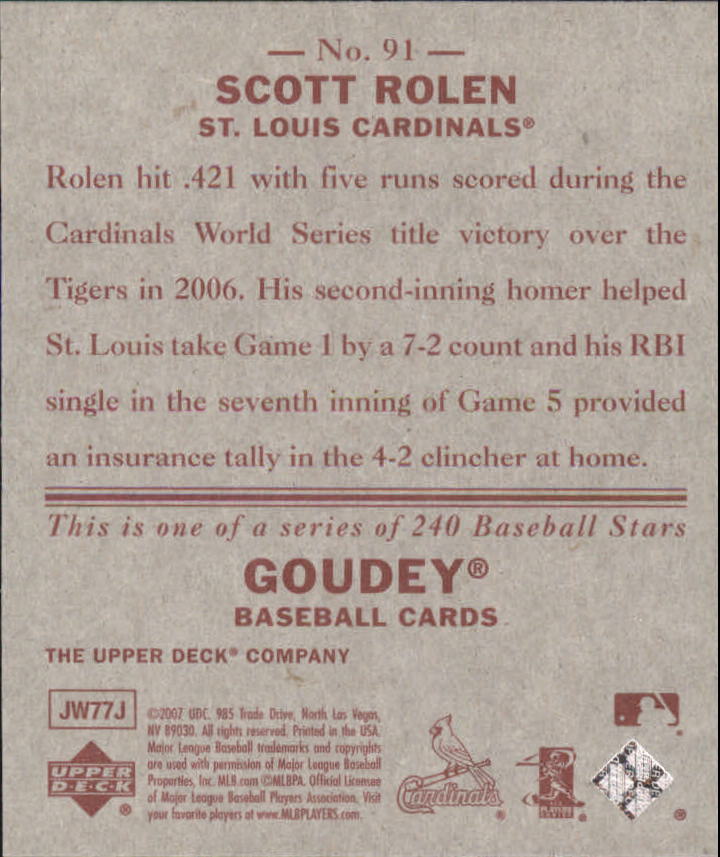 — No. 91 —
SCOTT ROLEN
ST. LOUIS CARDINALS®
Rolen hit .421 with five runs scored during the
Cardinals World Series title victory over the
Tigers in 2006. His second-inning homer helped
St. Louis take Game 1 by a 7-2 count and his RBI
single in the seventh inning of Game 5 provided
an insurance tally in the 4-2 clincher at home.
This is one of a series of 240 Baseball Stars
GOUDEY®
BASEBALL CARDS
THE UPPER DECK® COMPANY
JW77J
©2007 UDC. 985 Trade Drive, North Las Vegas,
NV 89030. All rights reserved. Printed in the USA.
Major League Baseball trademarks and copyrights
are used with permission of Major League Baseball
Properties, Inc. MLB.com ©MLBPA. Official Licensee
of Major League Baseball Players Association. Visit
your favorite players at www.MLBPLAYERS.com.
UPPER
DECK®
Cardinals®
PLAYERS
CHOICE
®
®